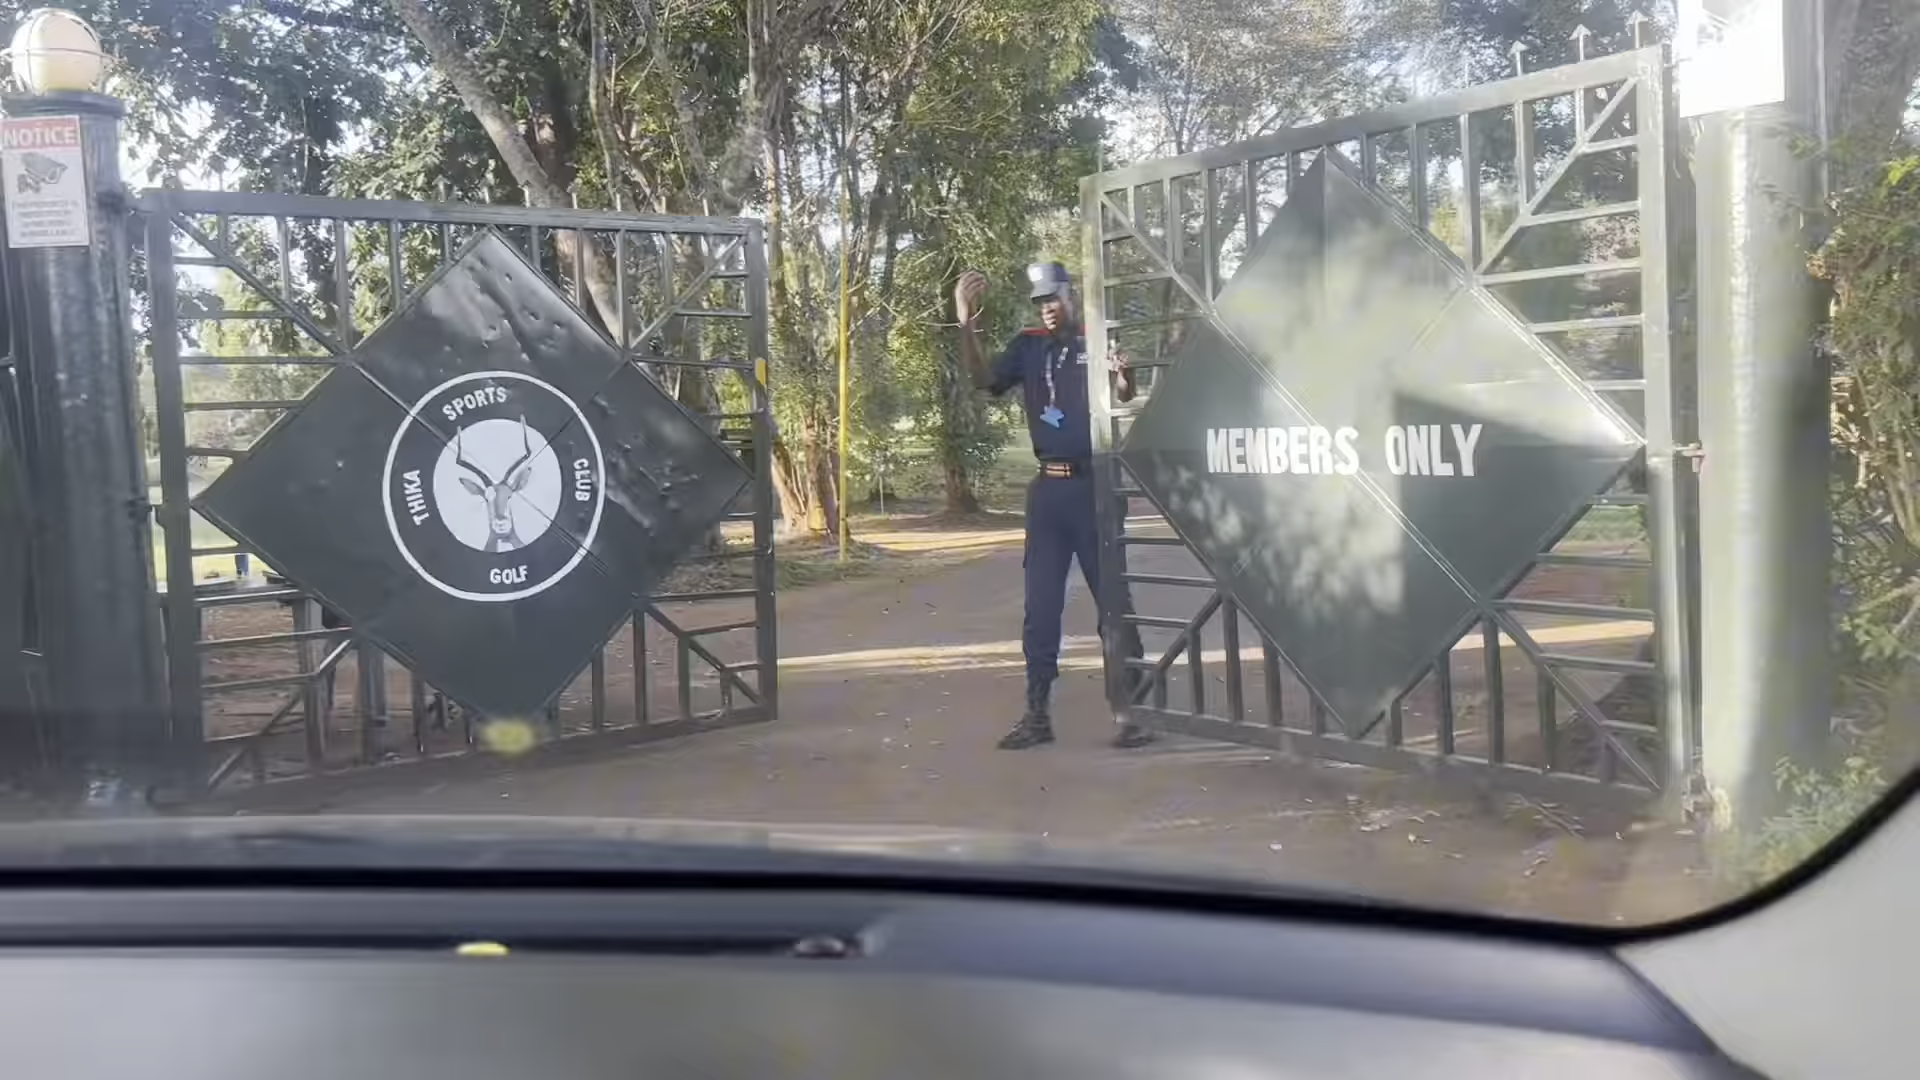 NOTICE
SPORTS
THIKA
CLUB
GOLF
MEMBERS ONLY